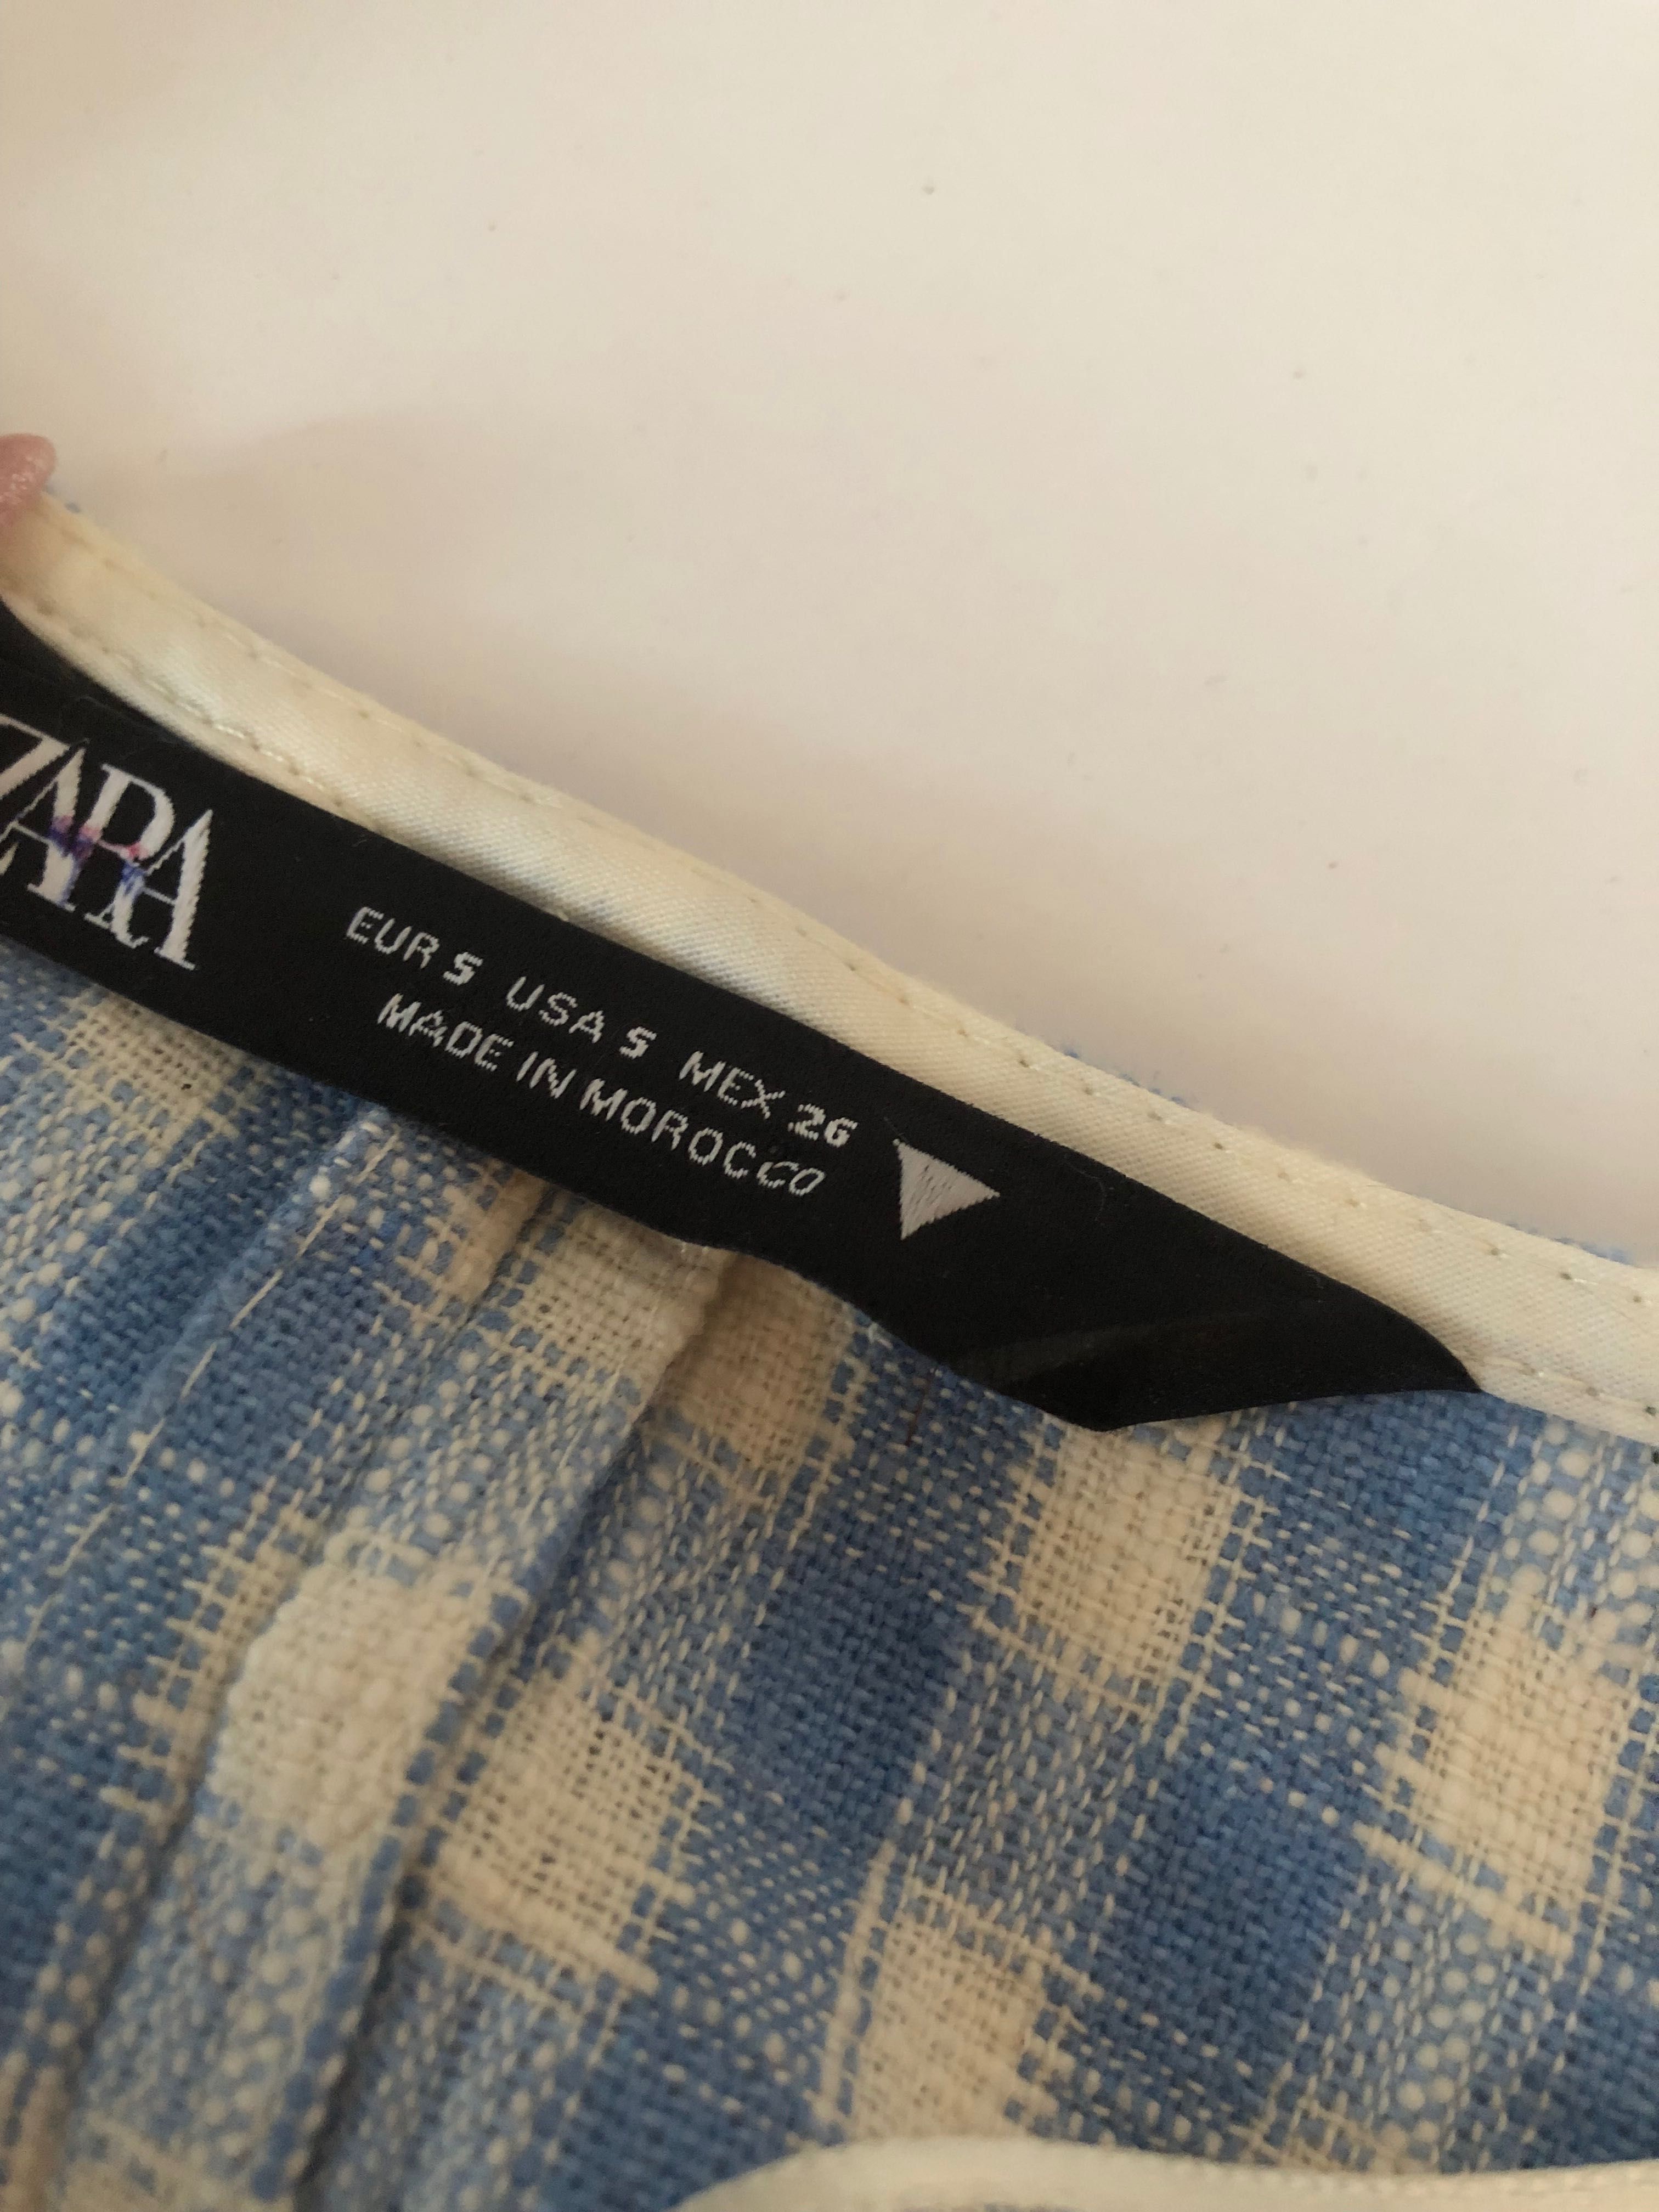 ZARA
EUR S USA S MEX 26
MADE IN MOROCCO